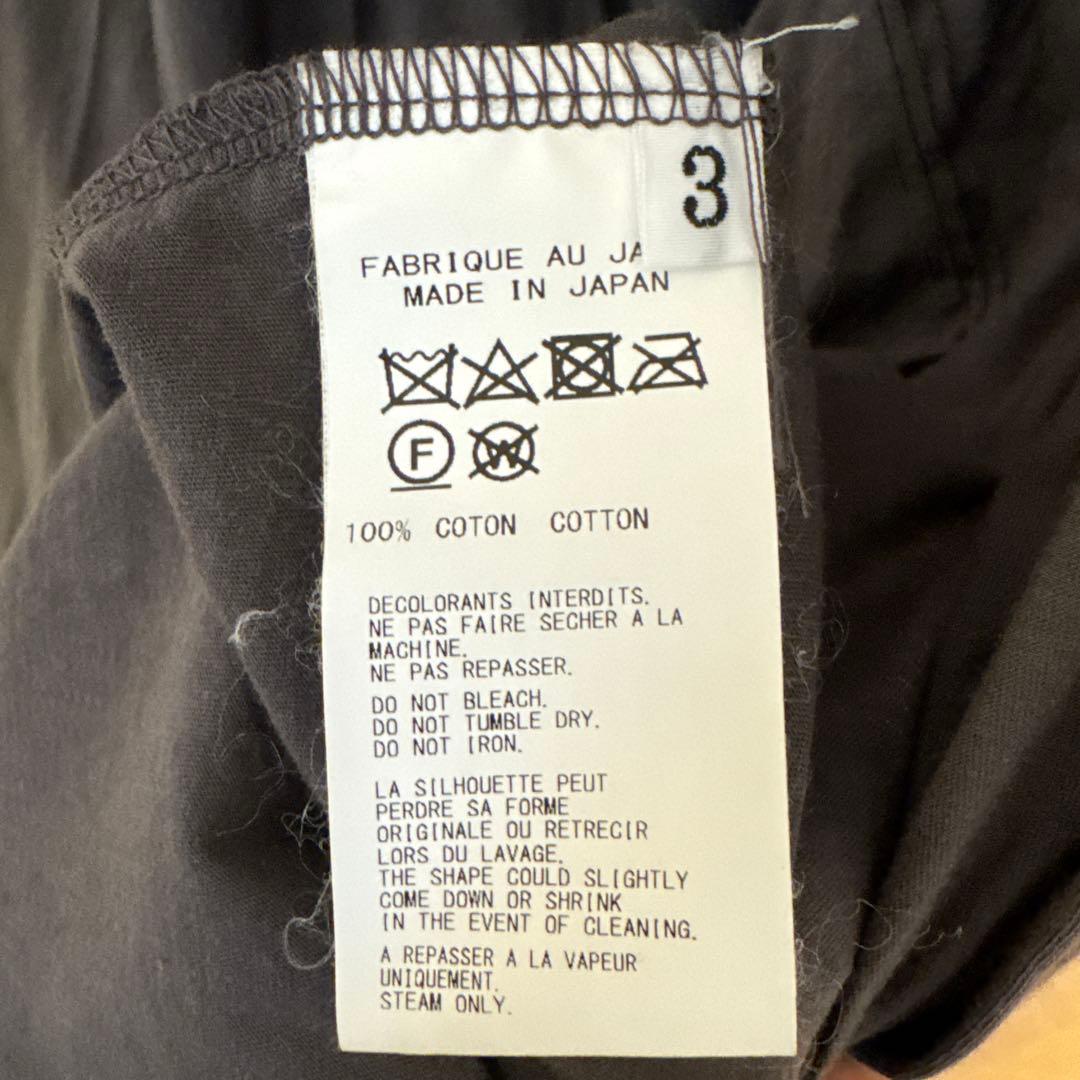 3
FABRIQUE AU JA
MADE IN JAPAN
F W
100% COTON COTTON
DECOLORANTS INTERDITS.
NE PAS FAIRE SECHER A LA
MACHINE.
NE PAS REPASSER.
DO NOT BLEACH.
DO NOT TUMBLE DRY.
DO NOT IRON.
LA SILHOUETTE PEUT
PERDRE SA FORME
ORIGINALE OU RETRECIR
LORS DU LAVAGE.
THE SHAPE COULD SLIGHTLY
COME DOWN OR SHRINK
IN THE EVENT OF CLEANING.
A REPASSER A LA VAPEUR
UNIQUEMENT.
STEAM ONLY.